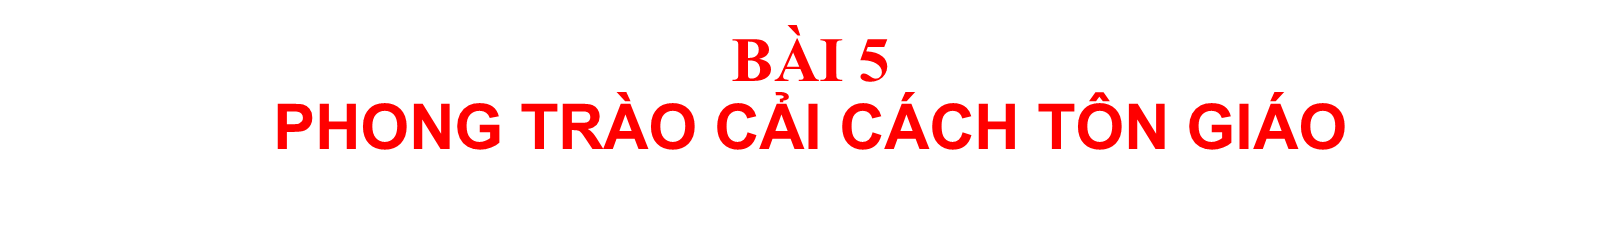 BÀI 5
PHONG TRÀO CẢI CÁCH TÔN GIÁO